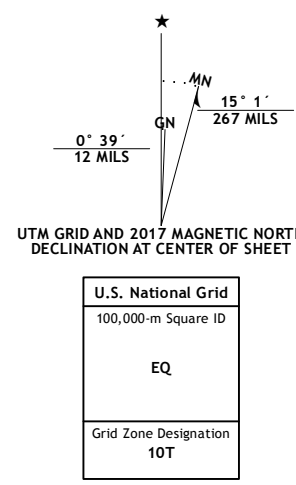 ★
MN
15° 1´
267 MILS
GN
0° 39´
12 MILS
UTM GRID AND 2017 MAGNETIC NORTH
DECLINATION AT CENTER OF SHEET
U.S. National Grid
100,000-m Square ID
EQ
Grid Zone Designation
10T